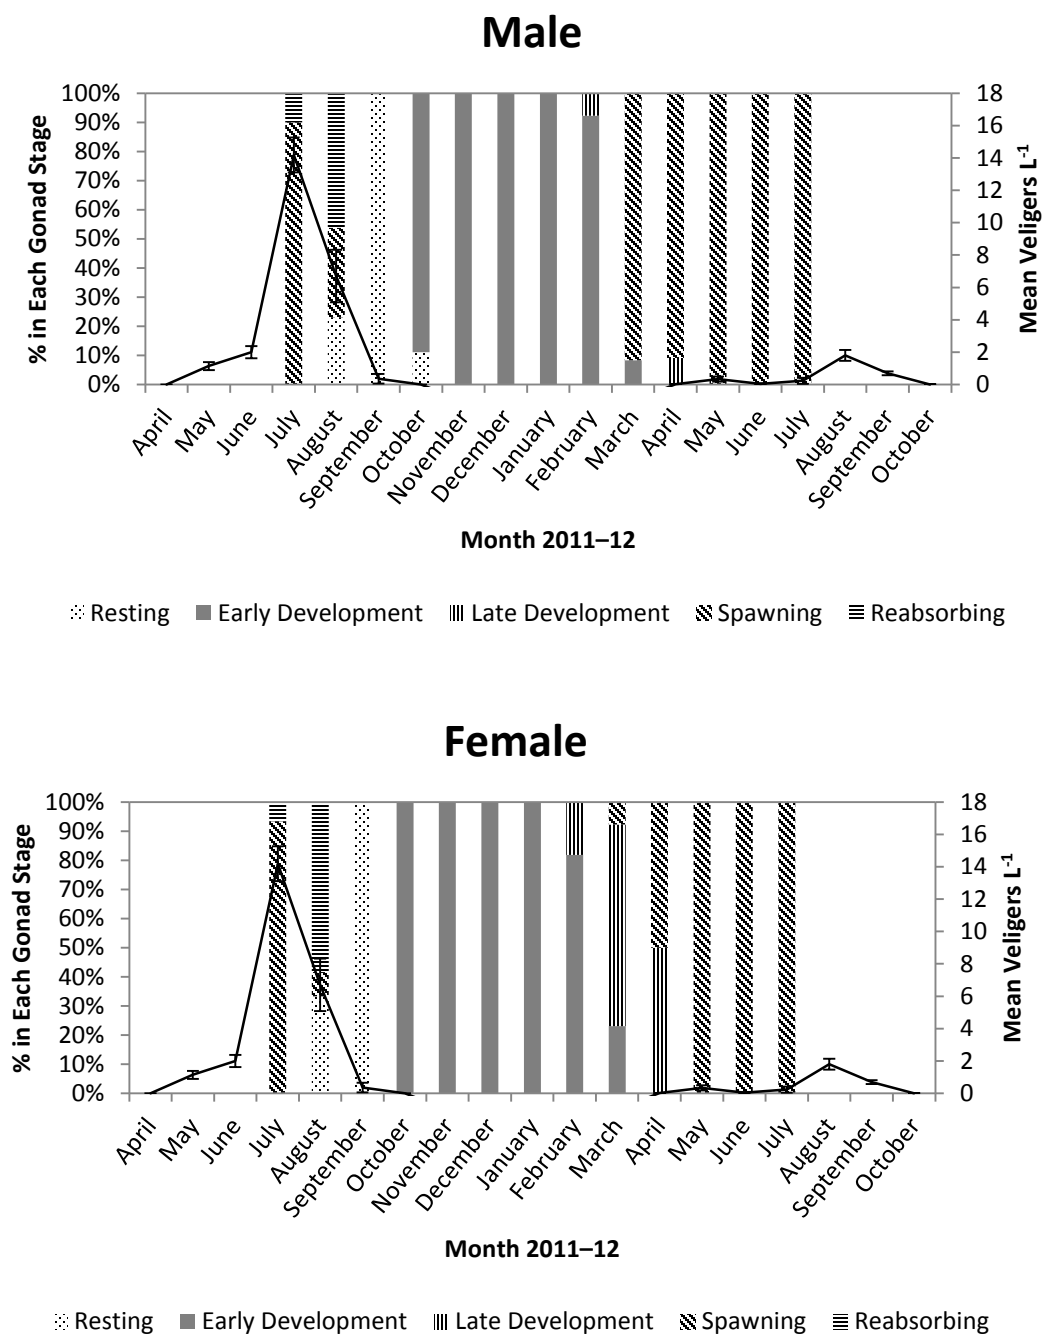 Male
100%
90%
80%
70%
60%
50%
40%
30%
20%
10%
0%
% in Each Gonad Stage
18
16
14
12
10
8
6
4
2
0
Mean Veligers L-1
April
May
June
July
August
September
October
November
December
January
February
March
April
May
June
July
August
September
October
Month 2011–12
Resting Early Development Late Development Spawning Reabsorbing
Female
100%
90%
80%
70%
60%
50%
40%
30%
20%
10%
0%
% in Each Gonad Stage
18
16
14
12
10
8
6
4
2
0
Mean Veligers L-1
April
May
June
July
August
September
October
November
December
January
February
March
April
May
June
July
August
September
October
Month 2011–12
Resting Early Development Late Development Spawning Reabsorbing